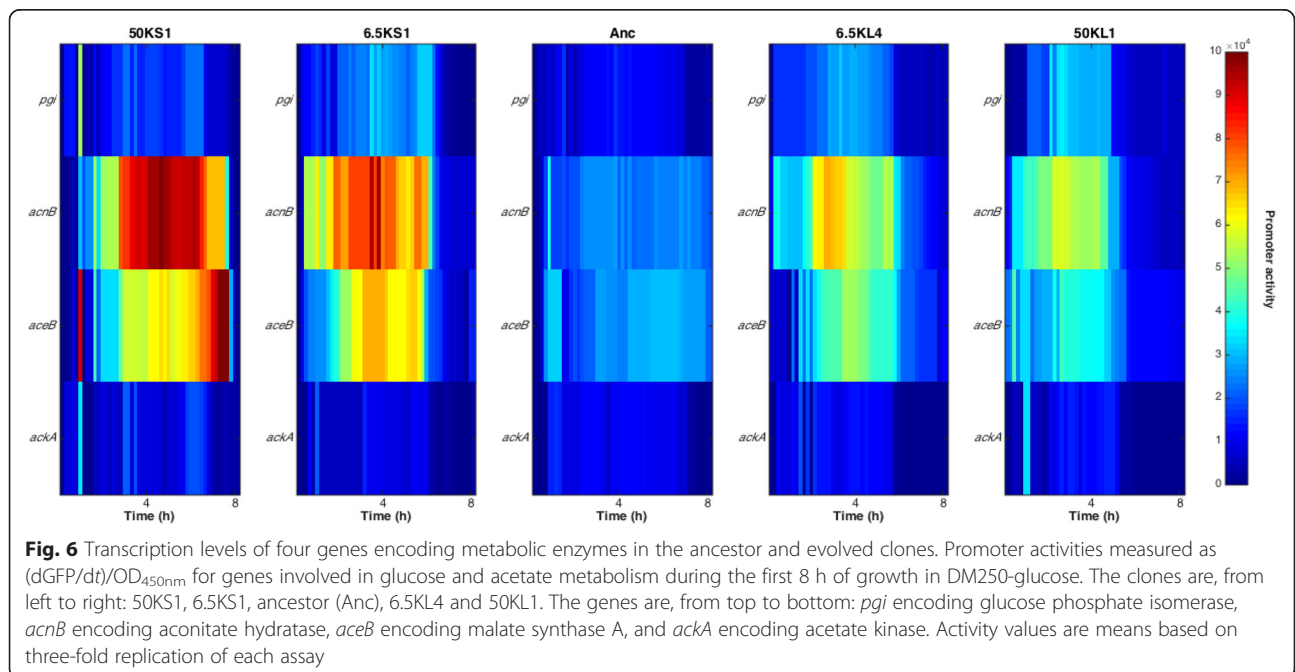 50KS1 6.5KS1 Anc 6.5KL4 50KL1
pgi pgi pgi pgi pgi
acnB acnB acnB acnB acnB
aceB aceB aceB aceB aceB
ackA ackA ackA ackA ackA
4 8 4 8 4 8 4 8 4 8
Time (h) Time (h) Time (h) Time (h) Time (h)
×10⁴
10
9
8
7
6
5
4
3
2
1
0
Promoter activity
Fig. 6 Transcription levels of four genes encoding metabolic enzymes in the ancestor and evolved clones. Promoter activities measured as
(dGFP/dt)/OD450nm for genes involved in glucose and acetate metabolism during the first 8 h of growth in DM250-glucose. The clones are, from
left to right: 50KS1, 6.5KS1, ancestor (Anc), 6.5KL4 and 50KL1. The genes are, from top to bottom: pgi encoding glucose phosphate isomerase,
acnB encoding aconitate hydratase, aceB encoding malate synthase A, and ackA encoding acetate kinase. Activity values are means based on
three-fold replication of each assay